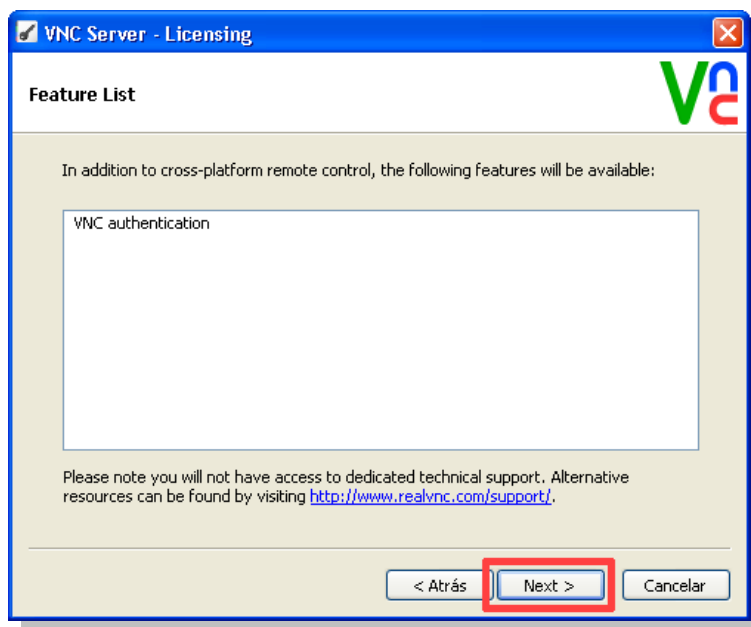 VNC Server - Licensing
Feature List
VNC
In addition to cross-platform remote control, the following features will be available:
VNC authentication
Please note you will not have access to dedicated technical support. Alternative
resources can be found by visiting http://www.realvnc.com/support/.
< Atrás
Next >
Cancelar